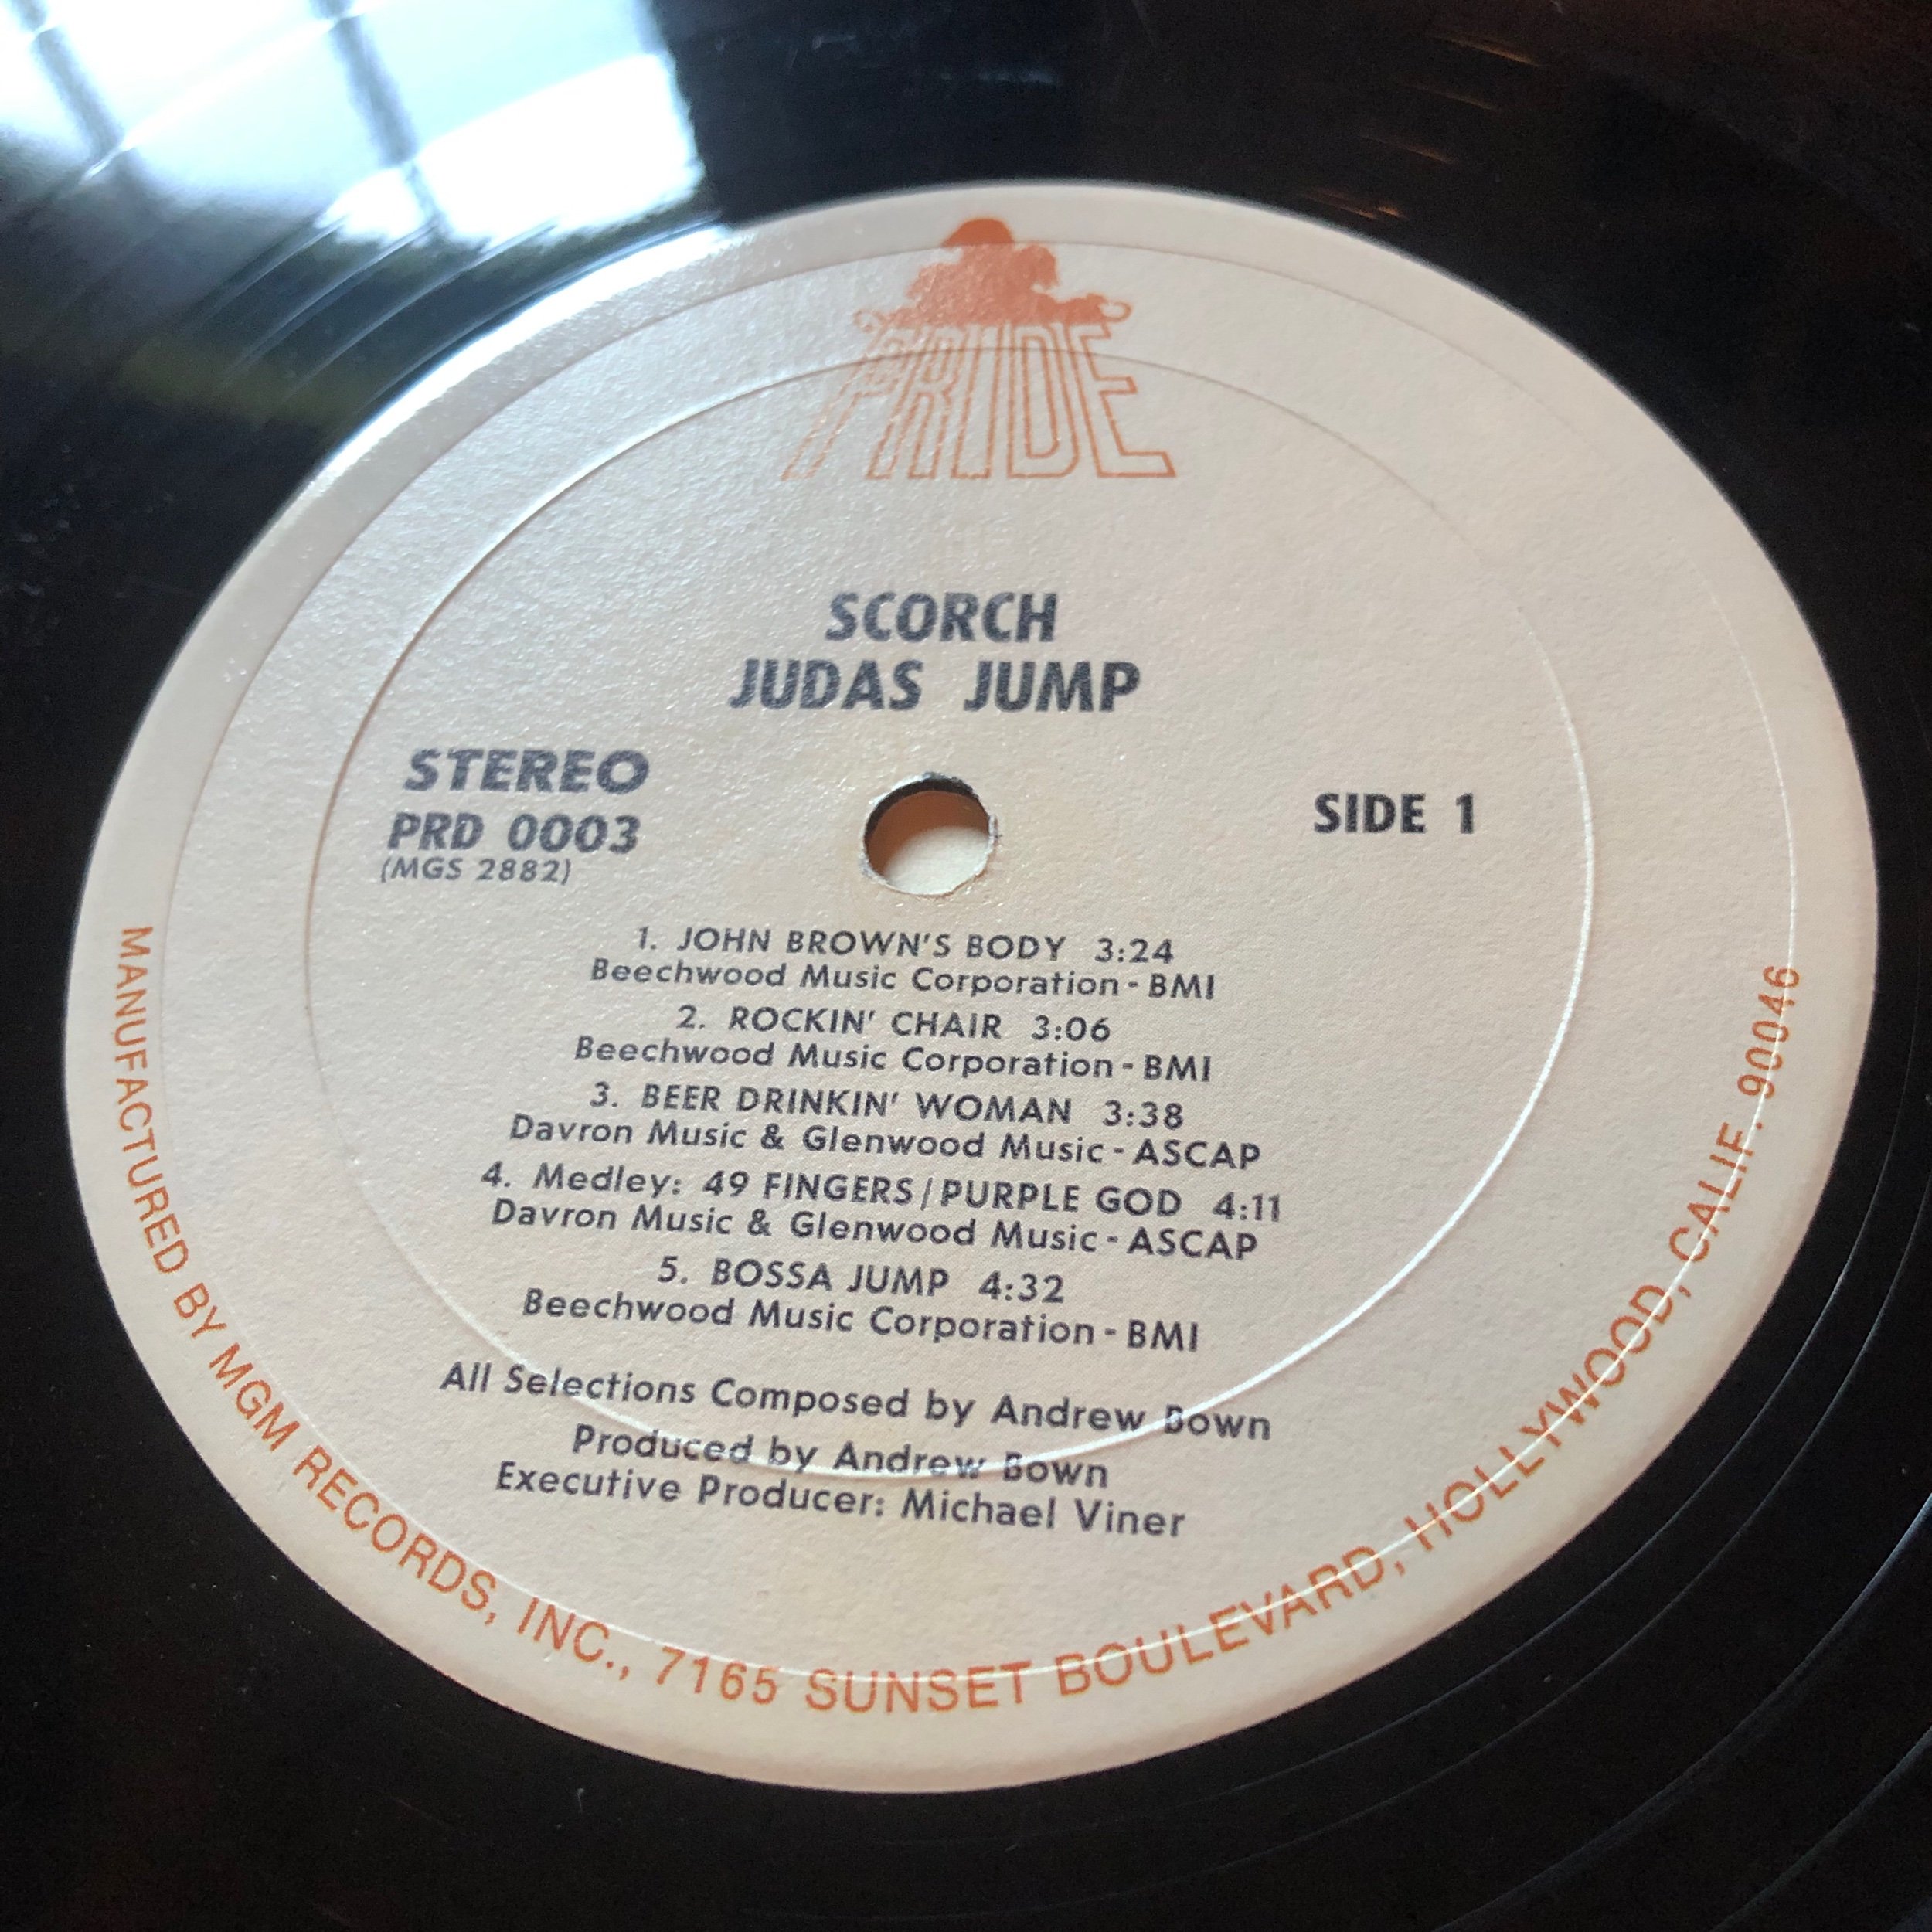 PRIDE
SCORCH
JUDAS JUMP
STEREO
PRD 0003
(MGS 2882)
SIDE 1
1. JOHN BROWN'S BODY 3:24
Beechwood Music Corporation - BMI
2. ROCKIN' CHAIR 3:06
Beechwood Music Corporation - BMI
3. BEER DRINKIN' WOMAN 3:38
Davron Music & Glenwood Music - ASCAP
4. Medley: 49 FINGERS/PURPLE GOD 4:11
Davron Music & Glenwood Music - ASCAP
5. BOSSA JUMP 4:32
Beechwood Music Corporation - BMI
All Selections Composed by Andrew Bown
Produced by Andrew Bown
Executive Producer: Michael Viner
MANUFACTURED BY MGM RECORDS, INC., 7165 SUNSET BOULEVARD, HOLLYWOOD, CALIF. 90046